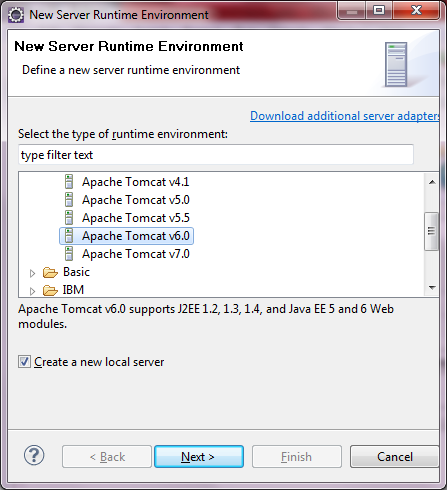 New Server Runtime Environment
New Server Runtime Environment
Define a new server runtime environment
Download additional server adapters
Select the type of runtime environment:
type filter text
Apache Tomcat v4.1
Apache Tomcat v5.0
Apache Tomcat v5.5
Apache Tomcat v6.0
Apache Tomcat v7.0
Basic
IBM
Apache Tomcat v6.0 supports J2EE 1.2, 1.3, 1.4, and Java EE 5 and 6 Web
modules.
Create a new local server
? < Back Next > Finish Cancel